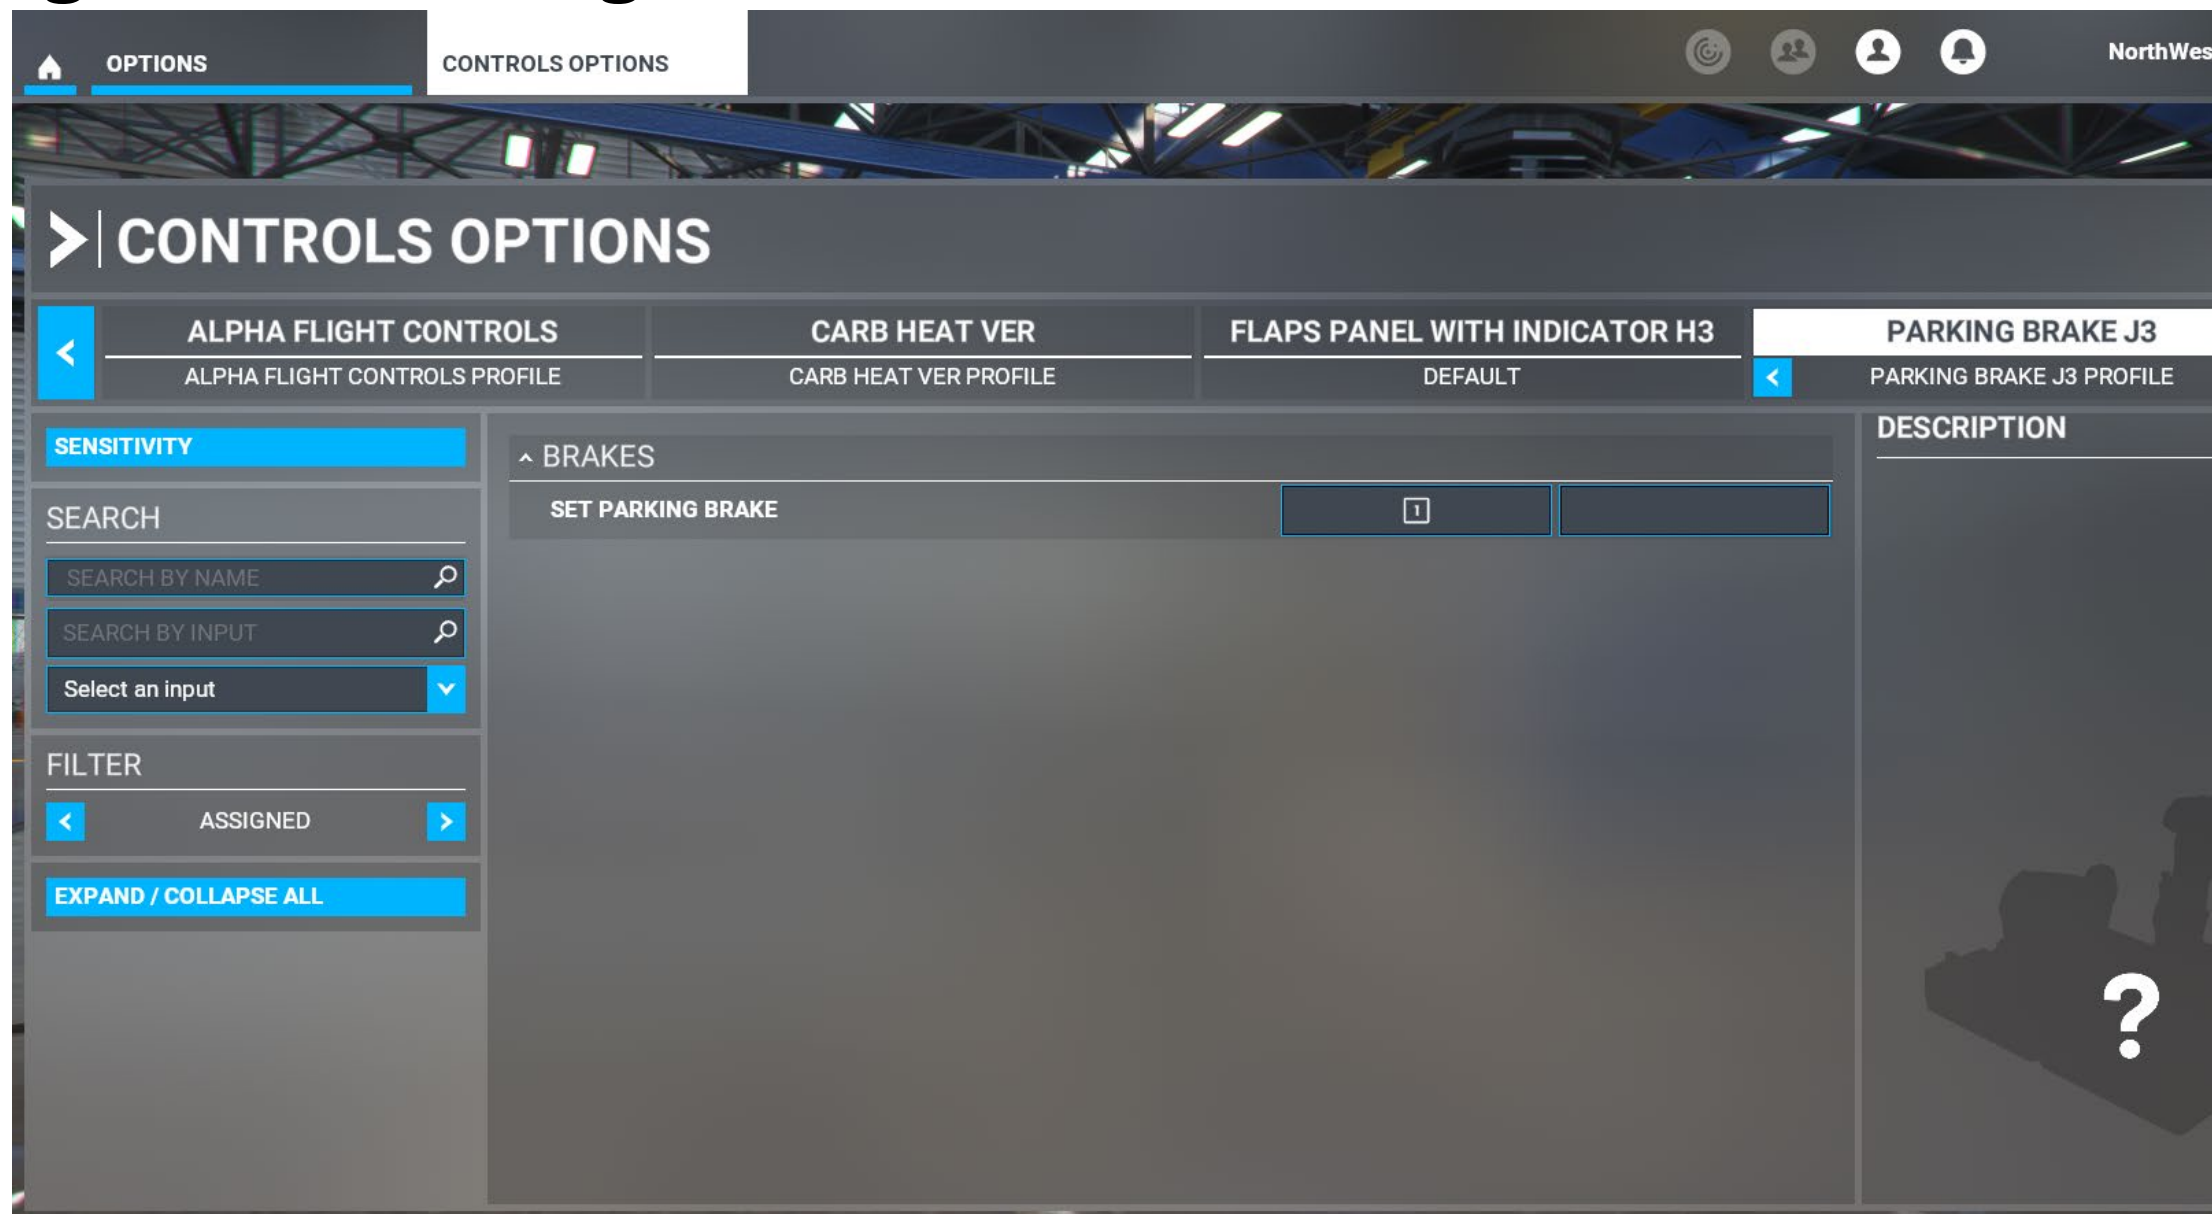 OPTIONS
CONTROLS OPTIONS
NorthWes
CONTROLS OPTIONS
ALPHA FLIGHT CONTROLS
CARB HEAT VER
FLAPS PANEL WITH INDICATOR H3
PARKING BRAKE J3
ALPHA FLIGHT CONTROLS PROFILE
CARB HEAT VER PROFILE
DEFAULT
PARKING BRAKE J3 PROFILE
SENSITIVITY
SEARCH
SEARCH BY NAME
SEARCH BY INPUT
Select an input
FILTER
ASSIGNED
EXPAND / COLLAPSE ALL
BRAKES
SET PARKING BRAKE
1
DESCRIPTION
?